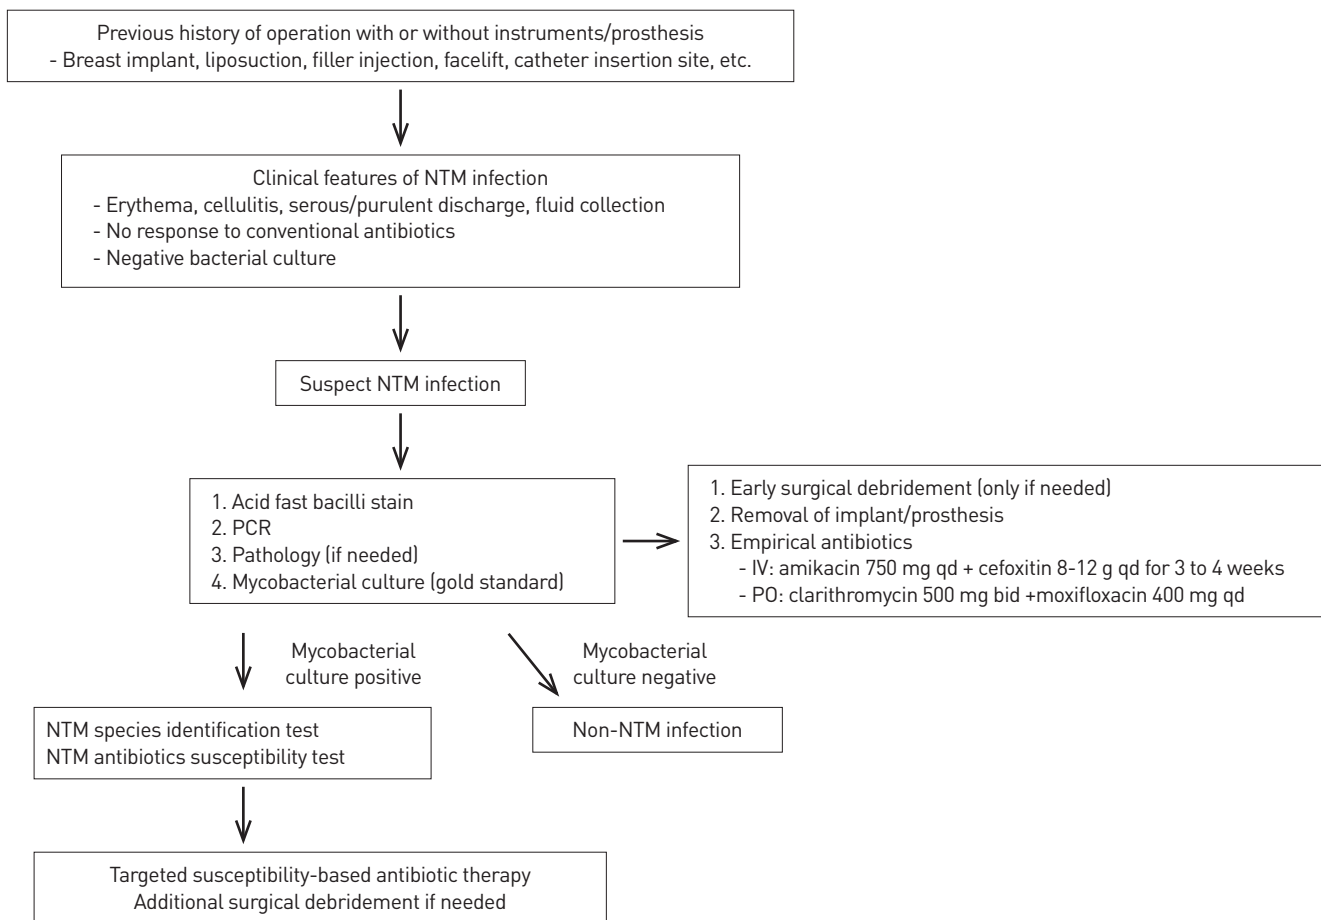 Previous history of operation with or without instruments/prosthesis
- Breast implant, liposuction, filler injection, facelift, catheter insertion site, etc.
Clinical features of NTM infection
- Erythema, cellulitis, serous/purulent discharge, fluid collection
- No response to conventional antibiotics
- Negative bacterial culture
Suspect NTM infection
1. Acid fast bacilli stain
2. PCR
3. Pathology (if needed)
4. Mycobacterial culture (gold standard)
1. Early surgical debridement (only if needed)
2. Removal of implant/prosthesis
3. Empirical antibiotics
- IV: amikacin 750 mg qd + cefoxitin 8-12 g qd for 3 to 4 weeks
- PO: clarithromycin 500 mg bid +moxifloxacin 400 mg qd
Mycobacterial
culture positive
Mycobacterial
culture negative
NTM species identification test
NTM antibiotics susceptibility test
Non-NTM infection
Targeted susceptibility-based antibiotic therapy
Additional surgical debridement if needed